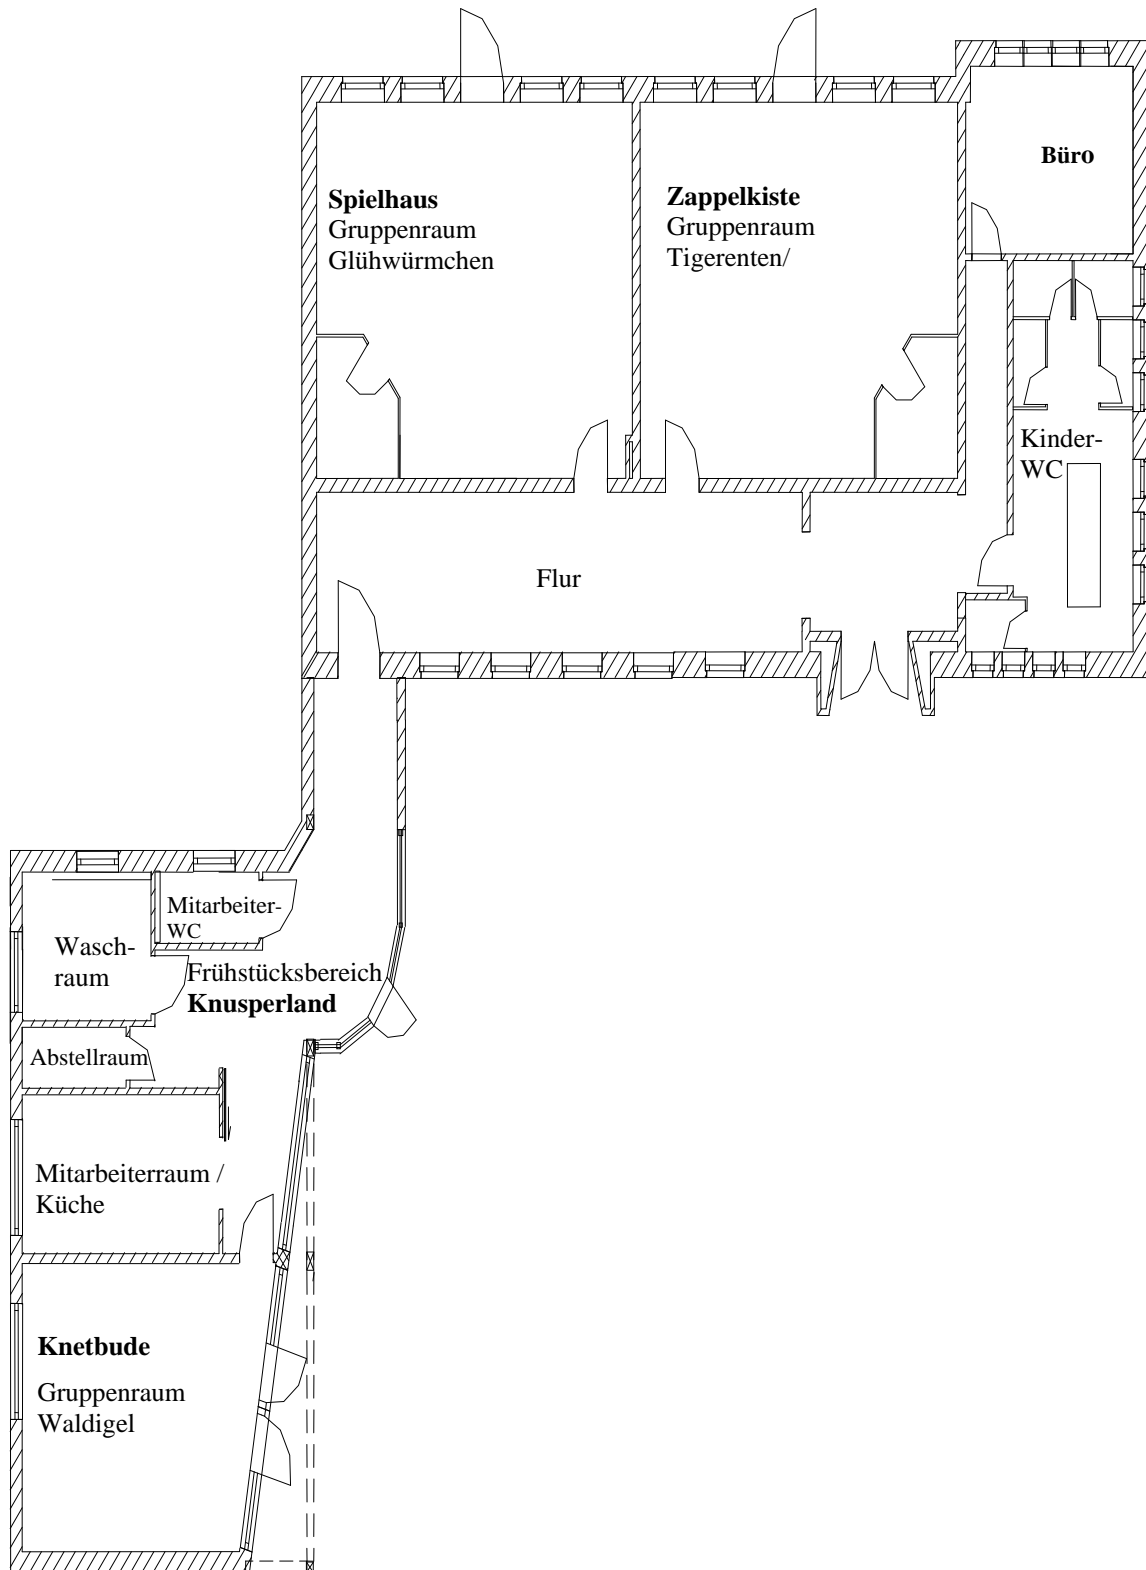 Büro
Spielhaus
Gruppenraum
Glühwürmchen
Zappelkiste
Gruppenraum
Tigerenten/
Kinder-
WC
Flur
Mitarbeiter-
WC
Wasch-
raum
Frühstücksbereich
Knusperland
Abstellraum
Mitarbeiterraum /
Küche
Knetbude
Gruppenraum
Waldigel